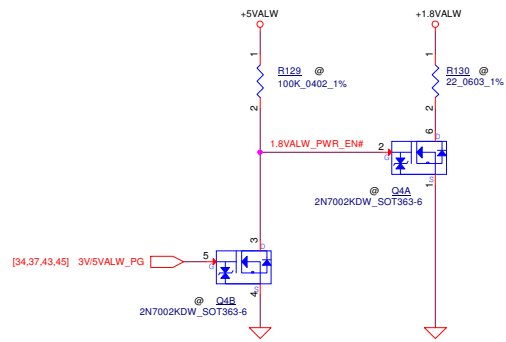 +5VALW
+1.8VALW
1
R129 @
100K_0402_1%
2
1
R130 @
22_0603_1%
2
1.8VALW_PWR_EN#
2
G
6
D
S
1
@ Q4A
2N7002KDW_SOT363-6
[34,37,43,45] 3V/5VALW_PG
5
G
3
D
S
4
@ Q4B
2N7002KDW_SOT363-6